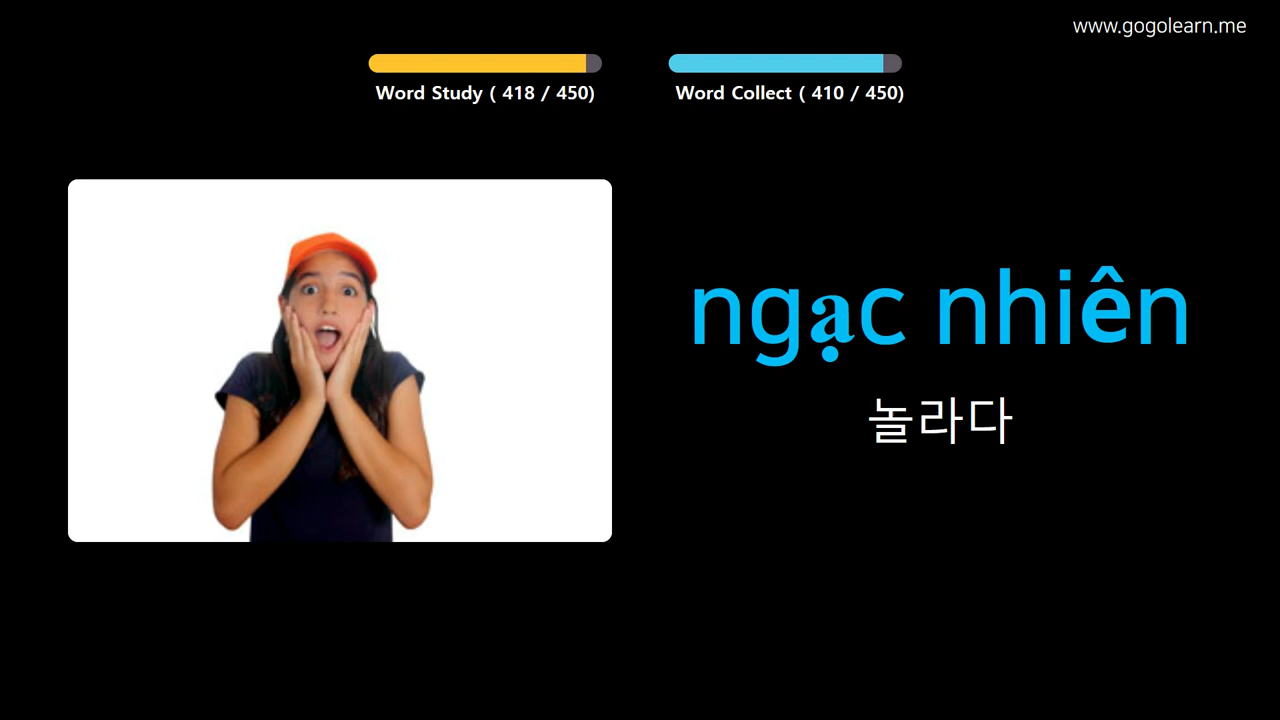 www.gogolearn.me
Word Study ( 418 / 450)
Word Collect ( 410 / 450)
ngạc nhiên
놀라다